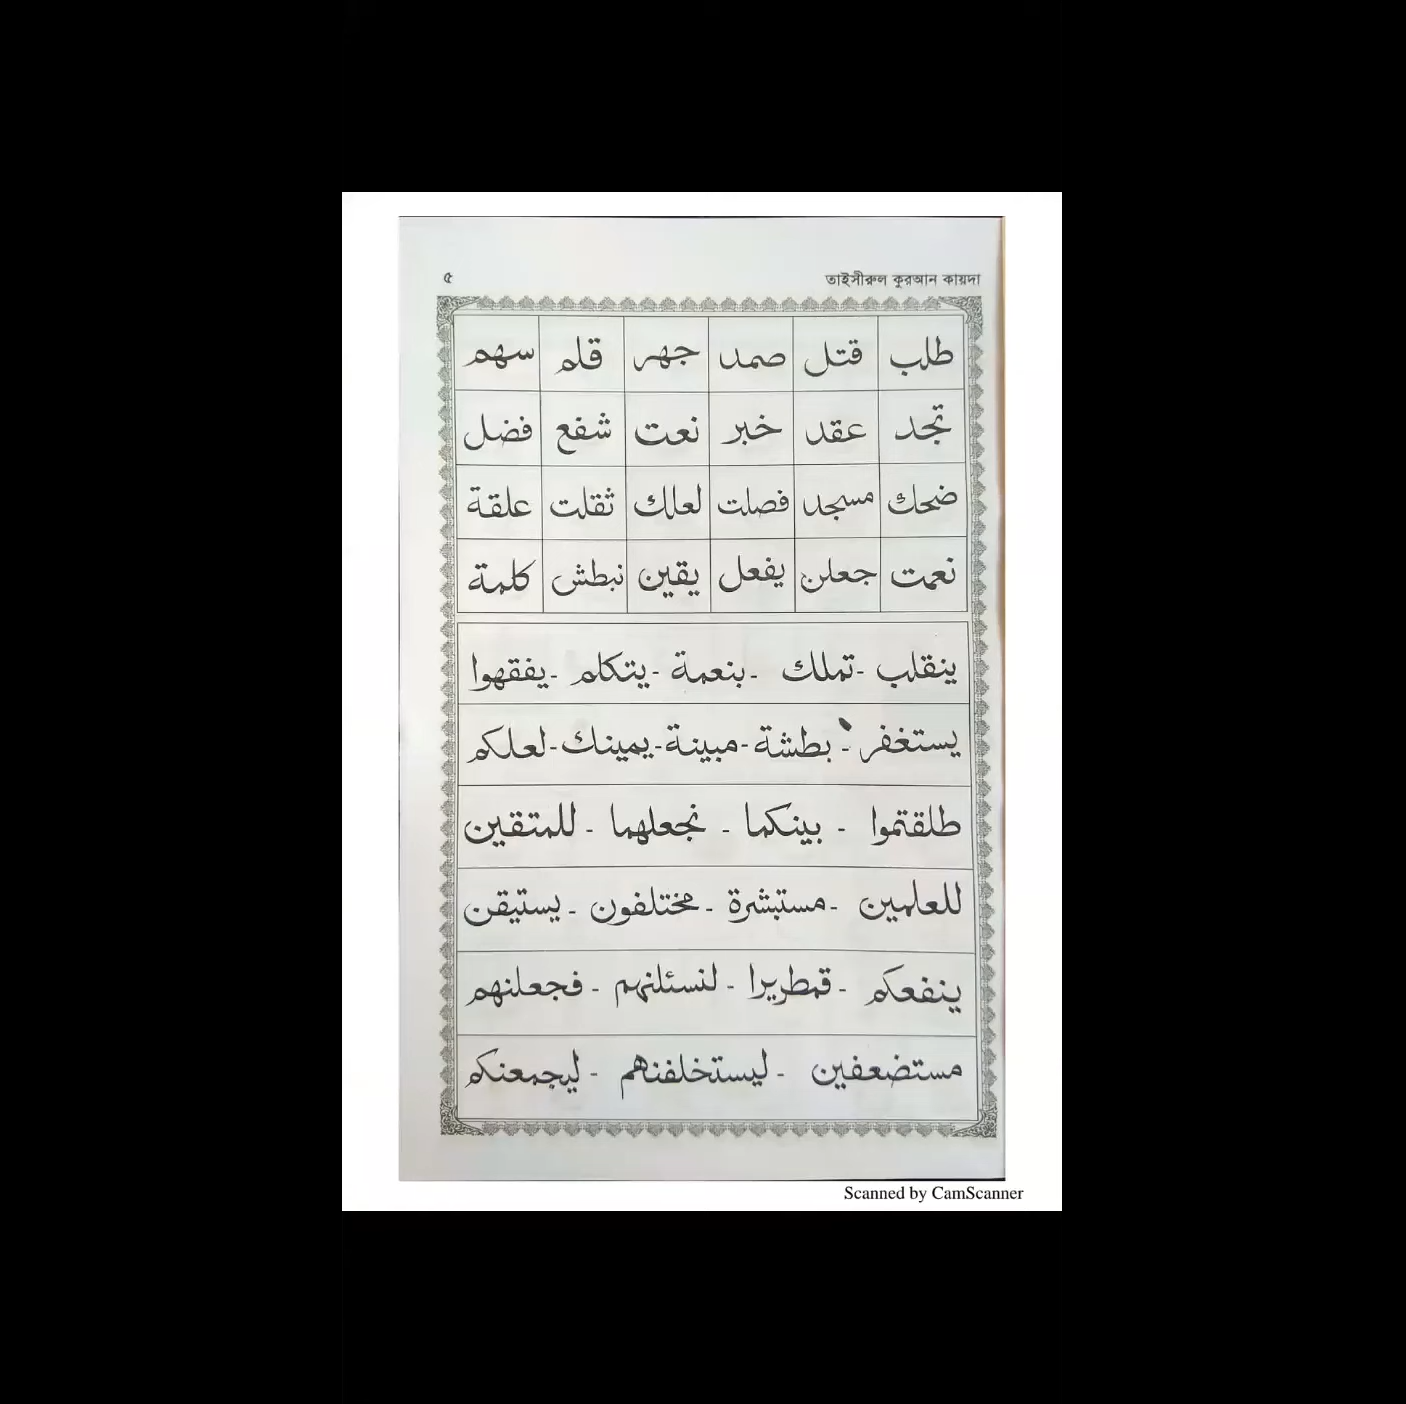 তাইসীরুল কুরআন কায়দা ৫
طلب قتل صمد جهر قلم سهم
تجد عقد خبر نعت شفع فضل
ضحك مسجد فصلت لعلك ثقلت علقة
نعمت جعلن يفعل يقين نبطش كلمة
ينقلب - تملك - بنعمة - يتكلم - يفقهوا
يستغفر - بطشة - مبينة - يمينك - لعلكم
طلقتموا - بينكما - نجعلهما - للمتقين
للعلمين - مستبشرة - مختلفون - يستيقن
ينفعكم - قمطريرا - لنسئلنهم - فجعلنهم
مستضعفين - ليستخلفنهم - ليجمعنكم
Scanned by CamScanner